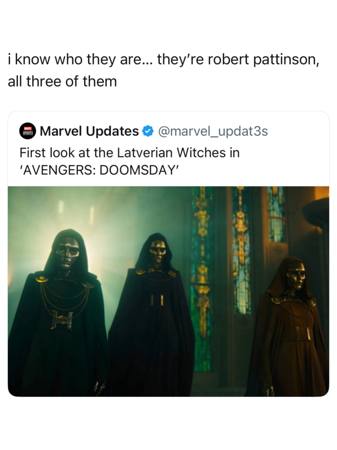 i know who they are... they’re robert pattinson,
all three of them
Marvel Updates @marvel_updat3s
First look at the Latverian Witches in
‘AVENGERS: DOOMSDAY’